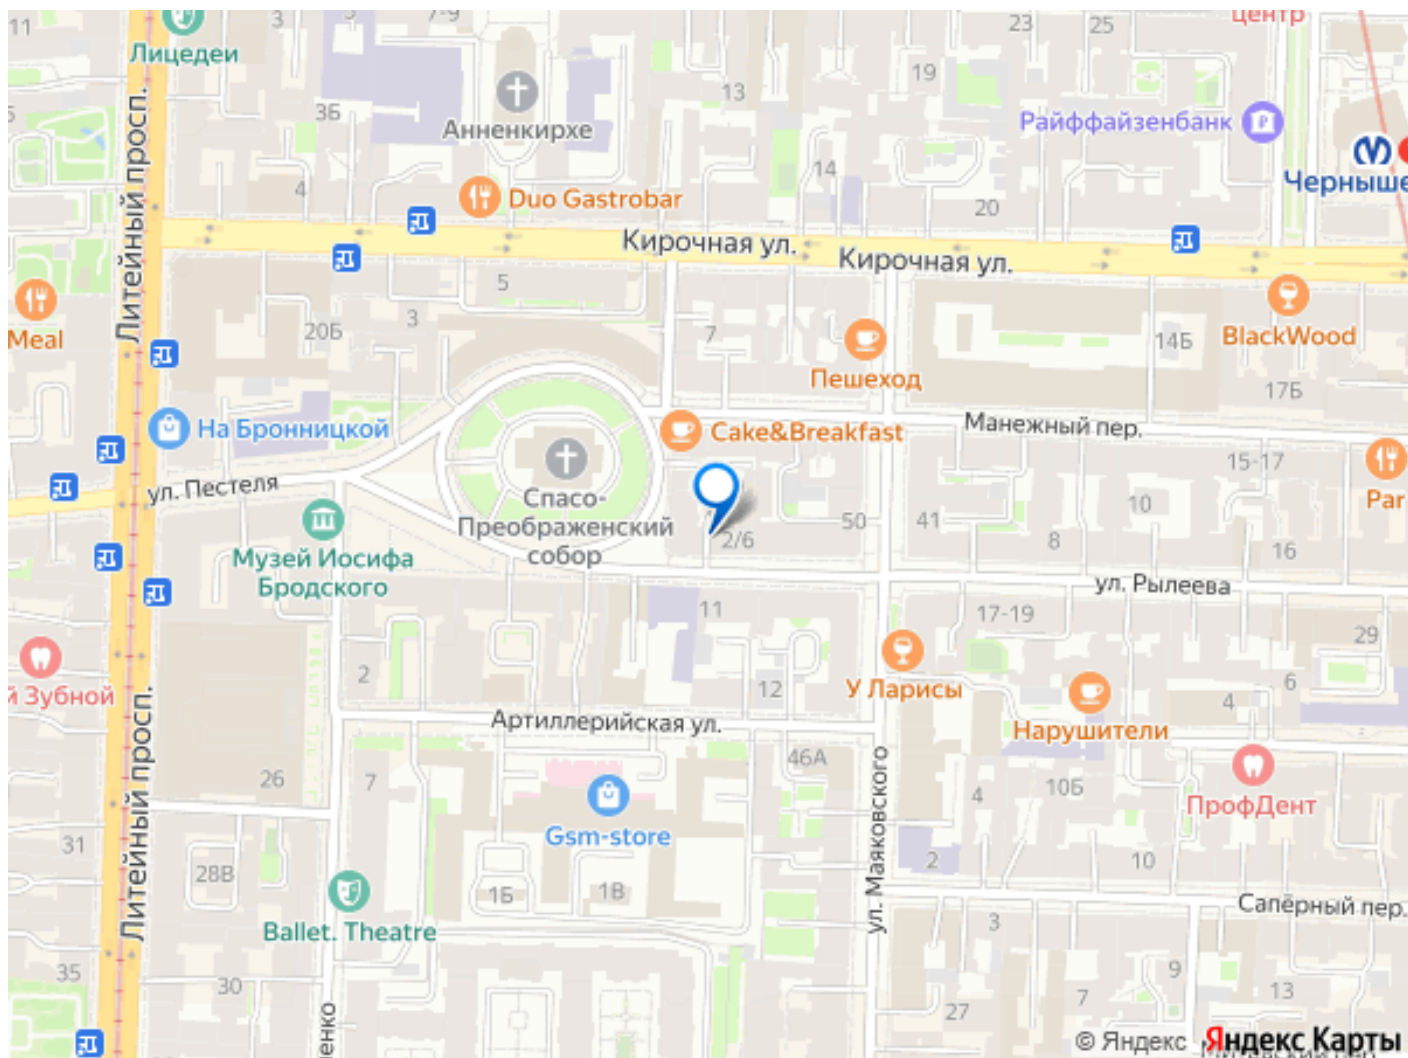 11
3
5
7-9
23
25
центр
Лицедеи
19
13
3Б
Анненкирхе
Райффайзенбанк
Литейный просп.
14
Черныше
4
Duo Gastrobar
20
Кирочная ул.
Кирочная ул.
5
Meal
20Б
3
7
14Б
BlackWood
Пешеход
17Б
На Бронницкой
Cake&Breakfast
Манежный пер.
15-17
ул. Пестеля
Спасо-
Преображенский
собор
10
Par
50
41
2/6
8
16
Музей Иосифа
Бродского
ул. Рылеева
11
17-19
29
2
12
У Ларисы
6
4
й Зубной
Литейный просп.
Артиллерийская ул.
Нарушители
46А
26
7
10Б
4
ПрофДент
Gsm-store
ул. Маяковского
31
28В
2
10
1Б
1В
Сапёрный пер.
Ballet. Theatre
3
35
30
9
7
13
27
енко
© Яндекс Яндекс Карты